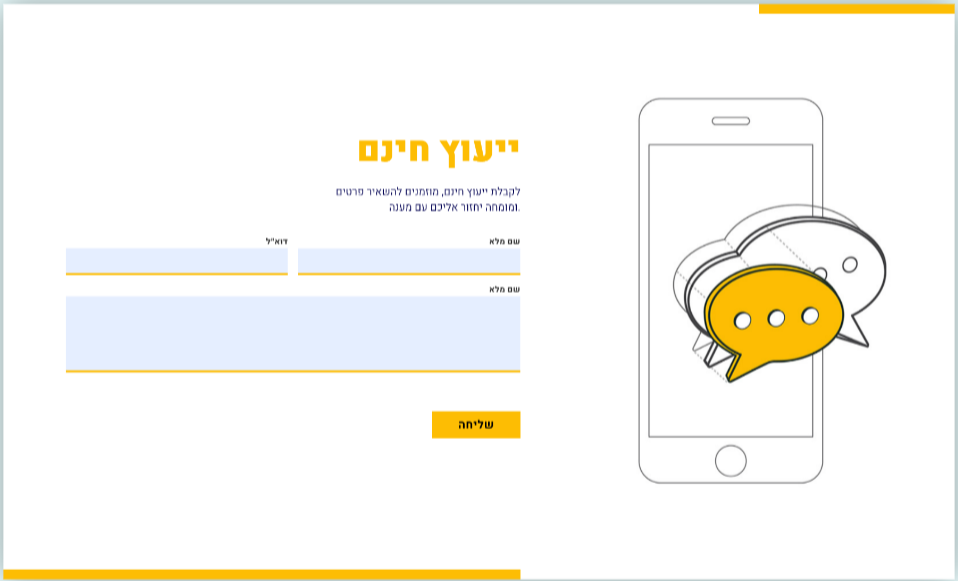 ייעוץ חינם
לקבלת ייעוץ חינם, מוזמנים להשאיר פרטים
ומומחה יחזור אליכם עם מענה.
שם מלא
דוא״ל
שם מלא
שליחה